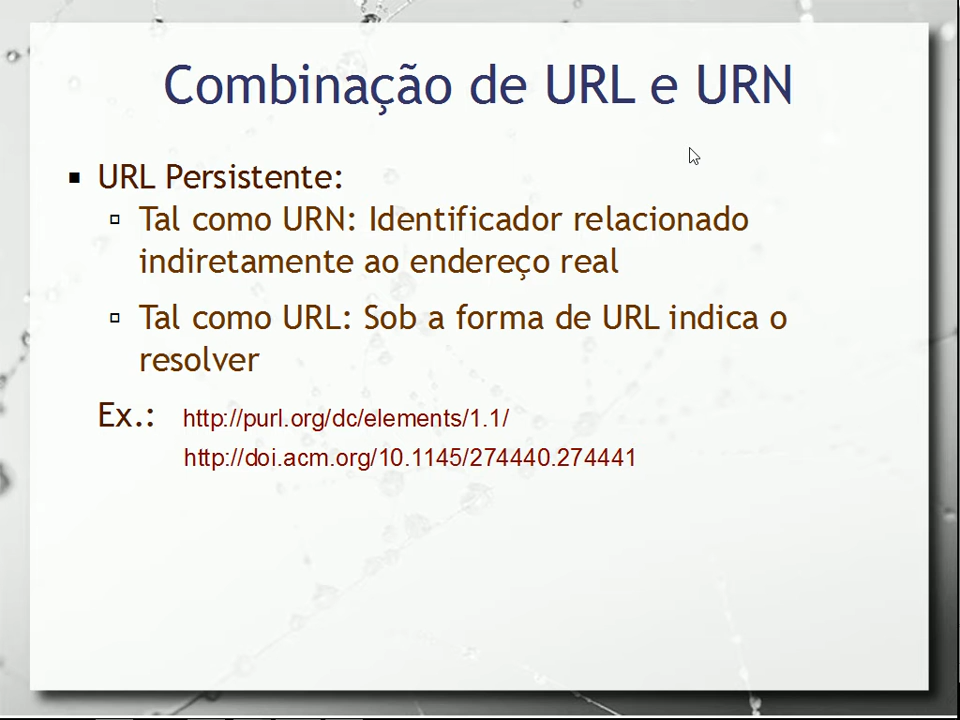 Combinação de URL e URN
URL Persistente:
Tal como URN: Identificador relacionado
indiretamente ao endereço real
Tal como URL: Sob a forma de URL indica o
resolver
Ex.: http://purl.org/dc/elements/1.1/
http://doi.acm.org/10.1145/274440.274441